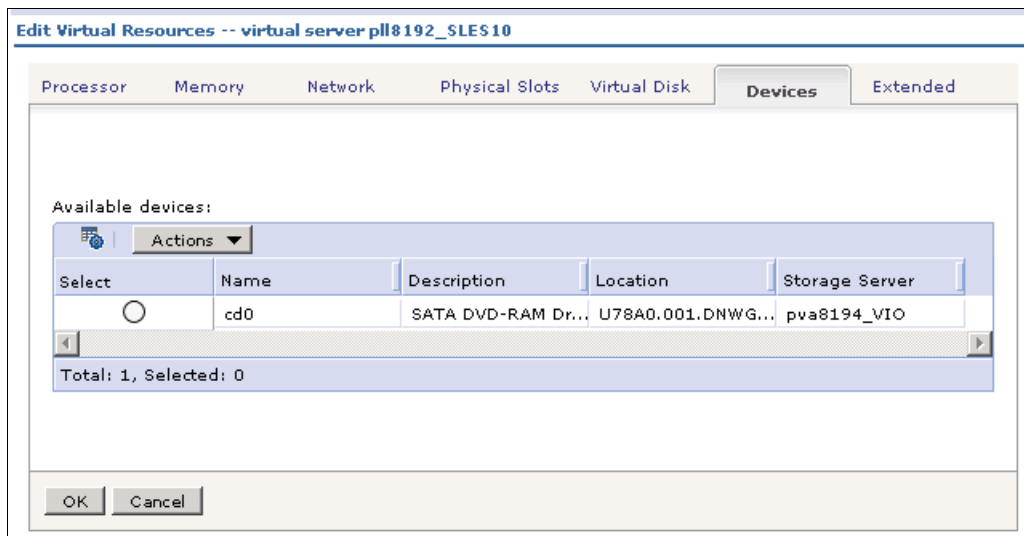 Edit Virtual Resources -- virtual server pll8192_SLES10
Processor Memory Network Physical Slots Virtual Disk Devices Extended
Available devices:
Actions
Select Name Description Location Storage Server
cd0 SATA DVD-RAM Dr... U78A0.001.DNWG... pva8194_VIO
Total: 1, Selected: 0
OK Cancel